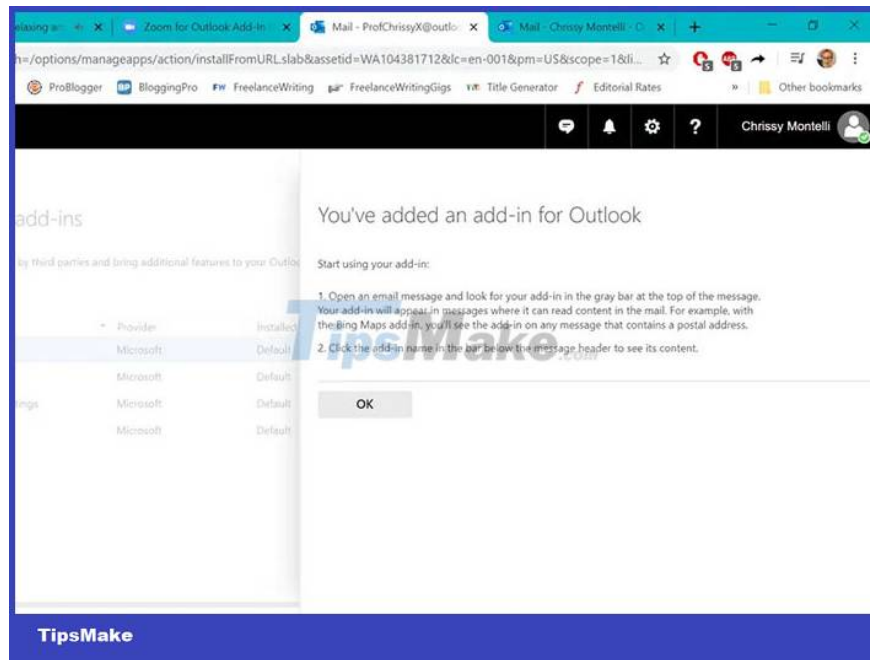 elaxing am
Zoom for Outlook Add-In
Mail - ProfChrissyX@outloo
Mail - Chrissy Montelli - O
h=/options/manageapps/action/installFromURL.slab&assetid=WA104381712&lc=en-001&pm=US&scope=1&li...
ProBlogger
BloggingPro
FW FreelanceWriting
FreelanceWritingGigs
Title Generator
Editorial Rates
»
Other bookmarks
?
Chrissy Montelli
add-ins
by third parties and bring additional features to your Outloo
Provider
Installed
Microsoft
Default
Microsoft
Default
tings
Microsoft
Default
Microsoft
Default
You've added an add-in for Outlook
Start using your add-in:
1. Open an email message and look for your add-in in the gray bar at the top of the message.
Your add-in will appear in messages where it can read content in the mail. For example, with
the Bing Maps add-in, you'll see the add-in on any message that contains a postal address.
2. Click the add-in name in the bar below the message header to see its content.
OK
TipsMake.com
TipsMake